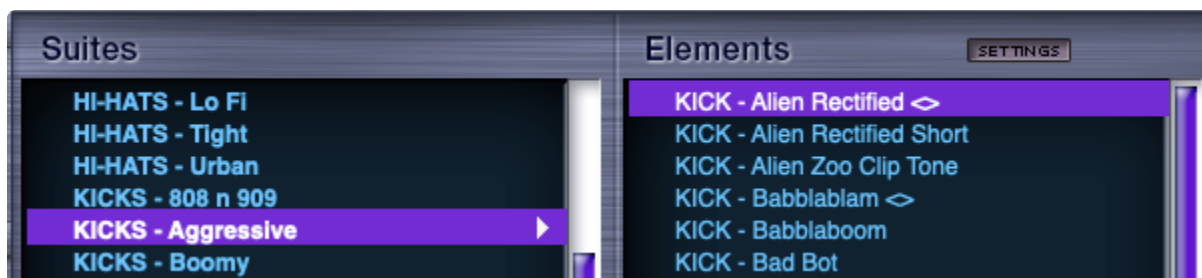 Suites
HI-HATS - Lo Fi
HI-HATS - Tight
HI-HATS - Urban
KICKS - 808 n 909
KICKS - Aggressive
KICKS - Boomy
Elements
SETTINGS
KICK - Alien Rectified <>
KICK - Alien Rectified Short
KICK - Alien Zoo Clip Tone
KICK - Babblablam <>
KICK - Babblaboom
KICK - Bad Bot